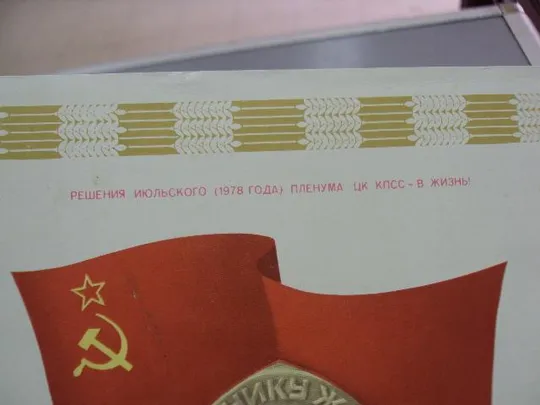 РЕШЕНИЯ ИЮЛЬСКОГО (1978 ГОДА) ПЛЕНУМА ЦК КПСС - В ЖИЗНЬ!